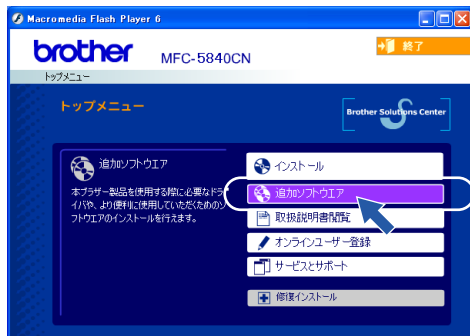 Macromedia Flash Player 6
brother
MFC-5840CN
終了
トップメニュー
トップメニュー
Brother Solutions Center
追加ソフトウエア
本ブラザー製品を使用する際に必要なドラ
イバや、より便利に使用していただくためのソ
フトウエアのインストールを行えます。
インストール
追加ソフトウエア
取扱説明書閲覧
オンラインユーザー登録
サービスとサポート
修復インストール